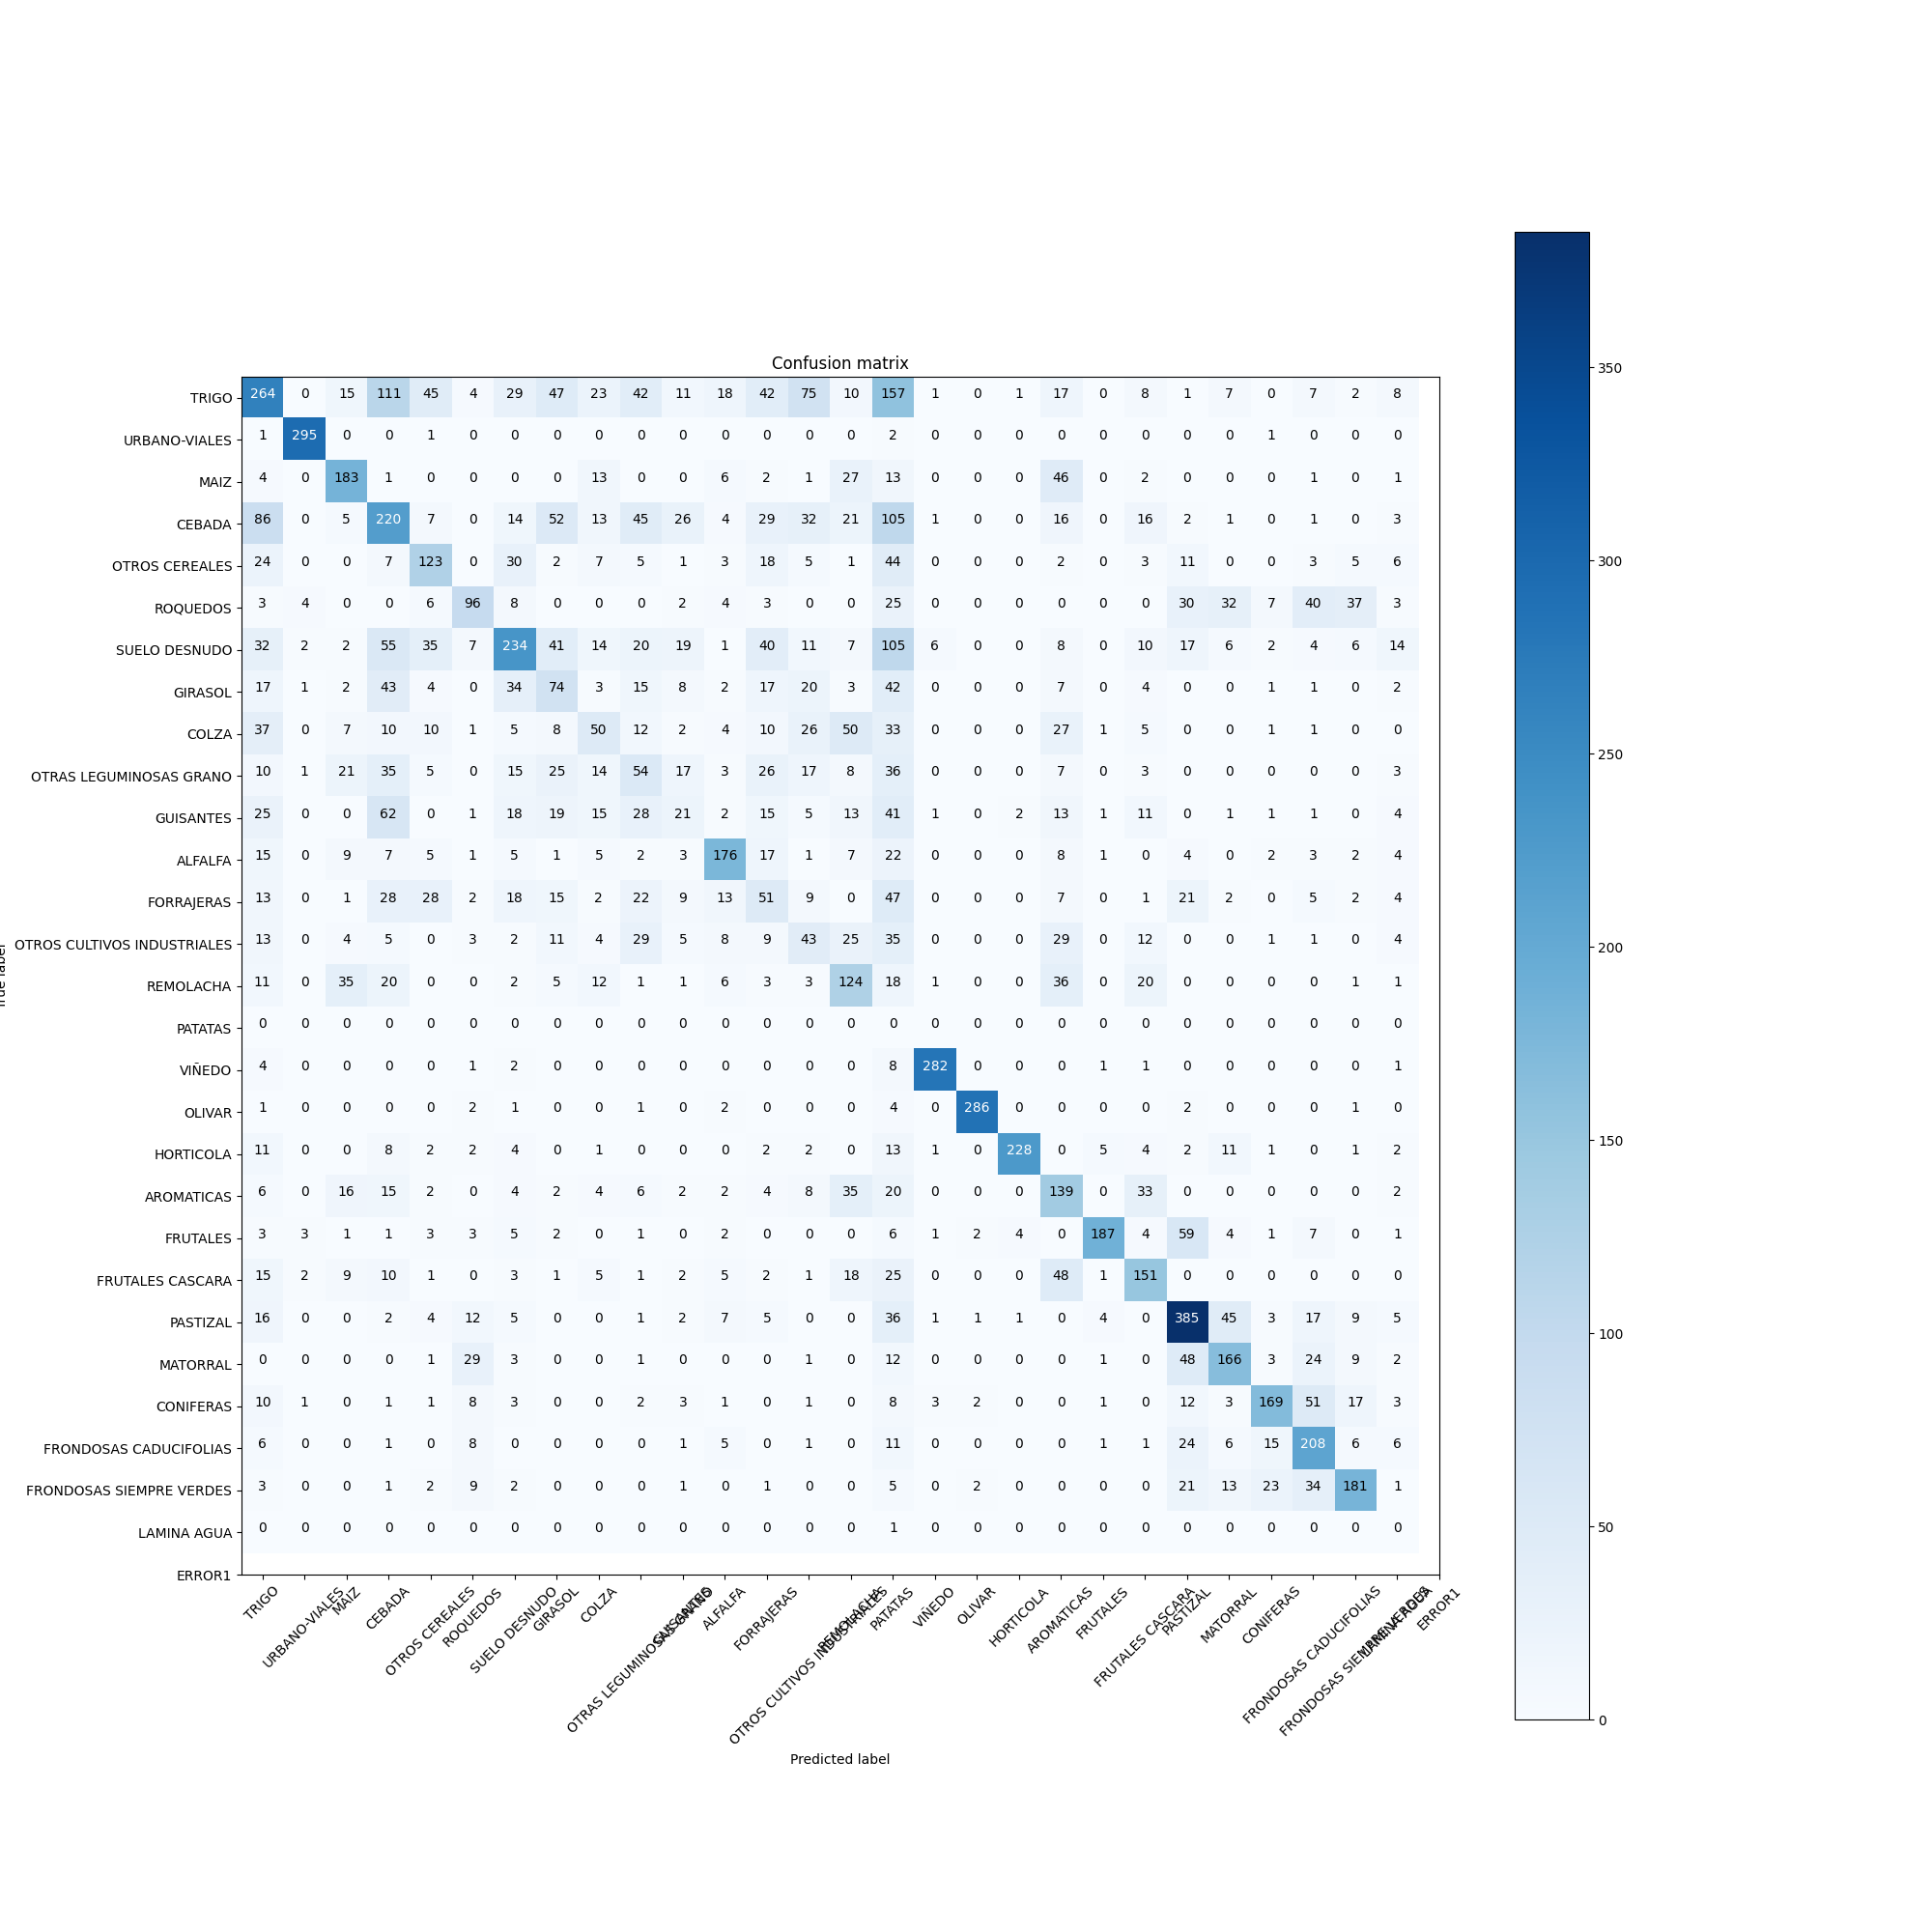 Confusion matrix
TRIGO 264 0 15 111 45 4 29 47 23 42 11 18 42 75 10 157 1 0 1 17 0 8 1 7 0 7 2 8
URBANO-VIALES 1 295 0 0 1 0 0 0 0 0 0 0 0 0 0 2 0 0 0 0 0 0 0 0 1 0 0 0
MAIZ 4 0 183 1 0 0 0 0 13 0 0 6 2 1 27 13 0 0 0 46 0 2 0 0 0 1 0 1
CEBADA 86 0 5 220 7 0 14 52 13 45 26 4 29 32 21 105 1 0 0 16 0 16 2 1 0 1 0 3
OTROS CEREALES 24 0 0 7 123 0 30 2 7 5 1 3 18 5 1 44 0 0 0 2 0 3 11 0 0 3 5 6
ROQUEDOS 3 4 0 0 6 96 8 0 0 0 2 4 3 0 0 25 0 0 0 0 0 0 30 32 7 40 37 3
SUELO DESNUDO 32 2 2 55 35 7 234 41 14 20 19 1 40 11 7 105 6 0 0 8 0 10 17 6 2 4 6 14
GIRASOL 17 1 2 43 4 0 34 74 3 15 8 2 17 20 3 42 0 0 0 7 0 4 0 0 1 1 0 2
COLZA 37 0 7 10 10 1 5 8 50 12 2 4 10 26 50 33 0 0 0 27 1 5 0 0 1 1 0 0
OTRAS LEGUMINOSAS GRANO 10 1 21 35 5 0 15 25 14 54 17 3 26 17 8 36 0 0 0 7 0 3 0 0 0 0 0 3
GUISANTES 25 0 0 62 0 1 18 19 15 28 21 2 15 5 13 41 1 0 2 13 1 11 0 1 1 1 0 4
ALFALFA 15 0 9 7 5 1 5 1 5 2 3 176 17 1 7 22 0 0 0 8 1 0 4 0 2 3 2 4
FORRAJERAS 13 0 1 28 28 2 18 15 2 22 9 13 51 9 0 47 0 0 0 7 0 1 21 2 0 5 2 4
OTROS CULTIVOS INDUSTRIALES 13 0 4 5 0 3 2 11 4 29 5 8 9 43 25 35 0 0 0 29 0 12 0 0 1 1 0 4
REMOLACHA 11 0 35 20 0 0 2 5 12 1 1 6 3 3 124 18 1 0 0 36 0 20 0 0 0 0 1 1
PATATAS 0 0 0 0 0 0 0 0 0 0 0 0 0 0 0 0 0 0 0 0 0 0 0 0 0 0 0 0
VIÑEDO 4 0 0 0 0 1 2 0 0 0 0 0 0 0 0 8 282 0 0 0 1 1 0 0 0 0 0 1
OLIVAR 1 0 0 0 0 2 1 0 0 1 0 2 0 0 0 4 0 286 0 0 0 0 2 0 0 0 1 0
HORTICOLA 11 0 0 8 2 2 4 0 1 0 0 0 2 2 0 13 1 0 228 0 5 4 2 11 1 0 1 2
AROMATICAS 6 0 16 15 2 0 4 2 4 6 2 2 4 8 35 20 0 0 0 139 0 33 0 0 0 0 0 2
FRUTALES 3 3 1 1 3 3 5 2 0 1 0 2 0 0 0 6 1 2 4 0 187 4 59 4 1 7 0 1
FRUTALES CASCARA 15 2 9 10 1 0 3 1 5 1 2 5 2 1 18 25 0 0 0 48 1 151 0 0 0 0 0 0
PASTIZAL 16 0 0 2 4 12 5 0 0 1 2 7 5 0 0 36 1 1 1 0 4 0 385 45 3 17 9 5
MATORRAL 0 0 0 0 1 29 3 0 0 1 0 0 0 1 0 12 0 0 0 0 1 0 48 166 3 24 9 2
CONIFERAS 10 1 0 1 1 8 3 0 0 2 3 1 0 1 0 8 3 2 0 0 1 0 12 3 169 51 17 3
FRONDOSAS CADUCIFOLIAS 6 0 0 1 0 8 0 0 0 0 1 5 0 1 0 11 0 0 0 0 1 1 24 6 15 208 6 6
FRONDOSAS SIEMPRE VERDES 3 0 0 1 2 9 2 0 0 0 1 0 1 0 0 5 0 2 0 0 0 0 21 13 23 34 181 1
LAMINA AGUA 0 0 0 0 0 0 0 0 0 0 0 0 0 0 0 1 0 0 0 0 0 0 0 0 0 0 0 0
ERROR1
TRIGO
URBANO-VIALES
MAIZ
CEBADA
OTROS CEREALES
ROQUEDOS
SUELO DESNUDO
GIRASOL
COLZA
OTRAS LEGUMINOSAS GRANO
GUISANTES
ALFALFA
FORRAJERAS
OTROS CULTIVOS INDUSTRIALES
REMOLACHA
PATATAS
VIÑEDO
OLIVAR
HORTICOLA
AROMATICAS
FRUTALES
FRUTALES CASCARA
PASTIZAL
MATORRAL
CONIFERAS
FRONDOSAS CADUCIFOLIAS
FRONDOSAS SIEMPRE VERDES
LAMINA AGUA
ERROR1
Predicted label
350
300
250
200
150
100
50
0